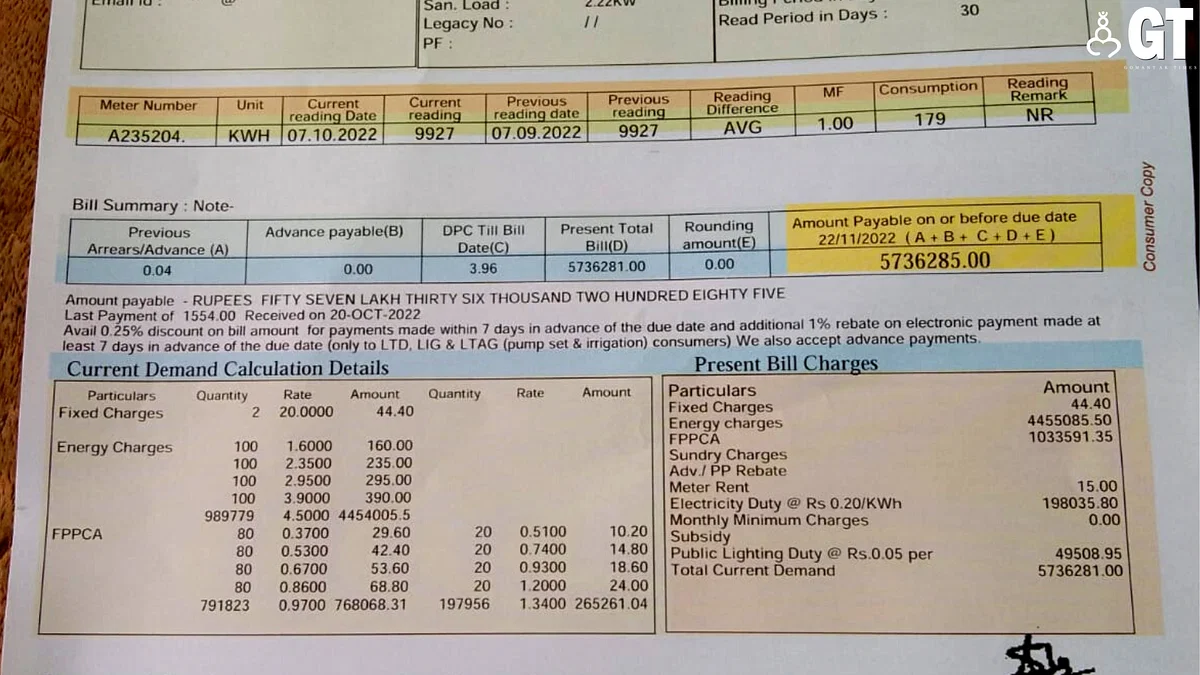 Email Id : @
San. Load : 2.22KW
Legacy No : / /
PF :
Read Period in Days : 30
GT
Meter Number Unit Current reading Date Current reading Previous reading date Previous reading Reading Difference MF Consumption Reading Remark
A235204. KWH 07.10.2022 9927 07.09.2022 9927 AVG 1.00 179 NR
Consumer Copy
Bill Summary : Note-
Previous Arrears/Advance (A) Advance payable(B) DPC Till Bill Date(C) Present Total Bill(D) Rounding amount(E) Amount Payable on or before due date 22/11/2022 ( A + B + C + D + E )
0.04 0.00 3.96 5736281.00 0.00 5736285.00
Amount payable - RUPEES FIFTY SEVEN LAKH THIRTY SIX THOUSAND TWO HUNDRED EIGHTY FIVE
Last Payment of 1554.00 Received on 20-OCT-2022
Avail 0.25% discount on bill amount for payments made within 7 days in advance of the due date and additional 1% rebate on electronic payment made at
least 7 days in advance of the due date (only to LTD, LIG & LTAG (pump set & irrigation) consumers) We also accept advance payments.
Current Demand Calculation Details
Particulars Quantity Rate Amount Quantity Rate Amount
Fixed Charges 2 20.0000 44.40
Energy Charges 100 1.6000 160.00
100 2.3500 235.00
100 2.9500 295.00
100 3.9000 390.00
989779 4.5000 4454005.5
FPPCA 80 0.3700 29.60 20 0.5100 10.20
80 0.5300 42.40 20 0.7400 14.80
80 0.6700 53.60 20 0.9300 18.60
80 0.8600 68.80 20 1.2000 24.00
791823 0.9700 768068.31 197956 1.3400 265261.04
Present Bill Charges
Particulars Amount
Fixed Charges 44.40
Energy charges 4455085.50
FPPCA 1033591.35
Sundry Charges
Adv./ PP Rebate
Meter Rent 15.00
Electricity Duty @ Rs 0.20/KWh 198035.80
Monthly Minimum Charges 0.00
Subsidy
Public Lighting Duty @ Rs.0.05 per 49508.95
Total Current Demand 5736281.00